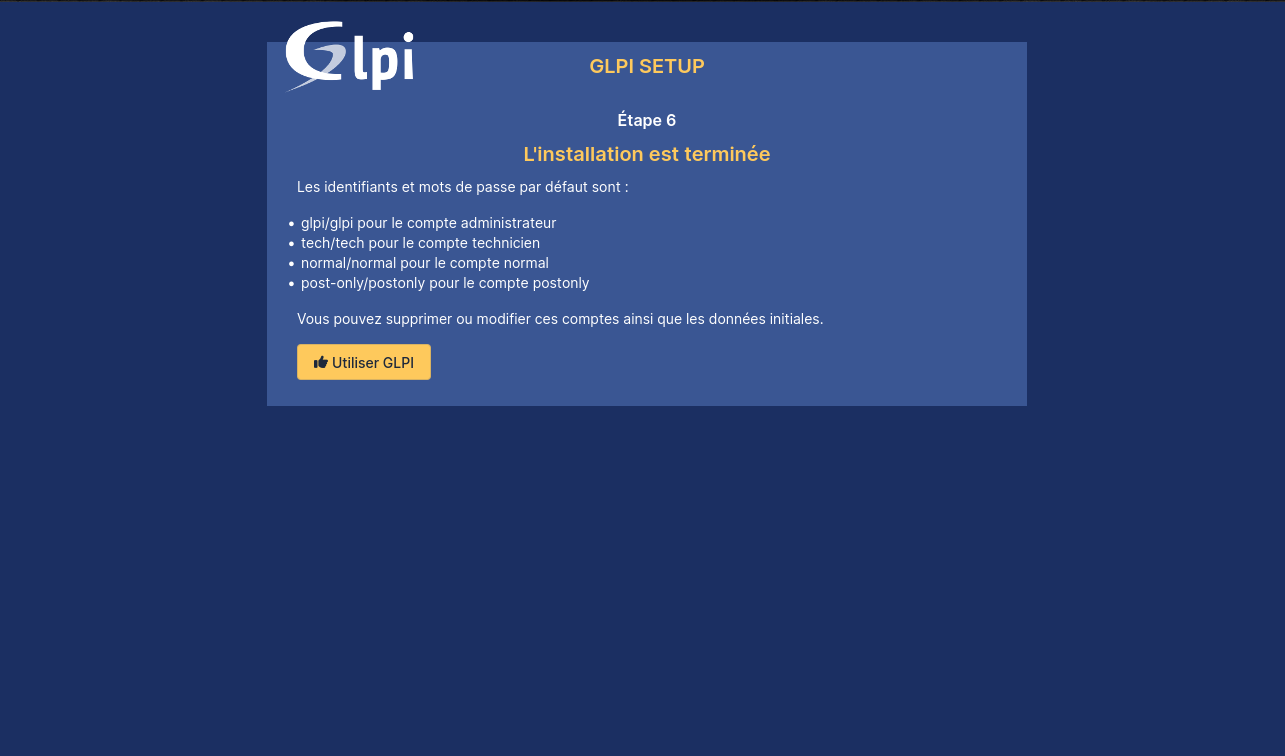 Glpi
GLPI SETUP
Étape 6
L'installation est terminée
Les identifiants et mots de passe par défaut sont :
• glpi/glpi pour le compte administrateur
• tech/tech pour le compte technicien
• normal/normal pour le compte normal
• post-only/postonly pour le compte postonly
Vous pouvez supprimer ou modifier ces comptes ainsi que les données initiales.
Utiliser GLPI